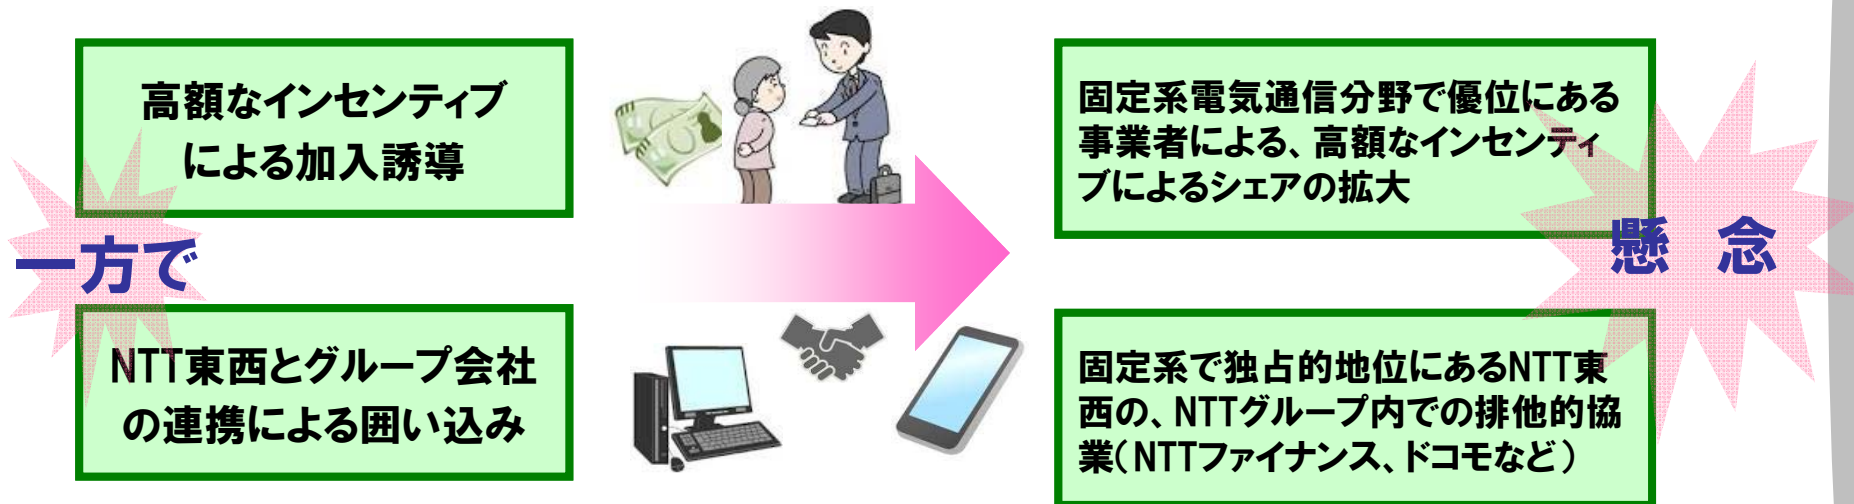 高額なインセンティブ
による加入誘導
一方で
NTT東西とグループ会社
の連携による囲い込み
固定系電気通信分野で優位にある
事業者による、高額なインセンティ
ブによるシェアの拡大
懸 念
固定系で独占的地位にあるNTT東
西の、NTTグループ内での排他的協
業(NTTファイナンス、ドコモなど)